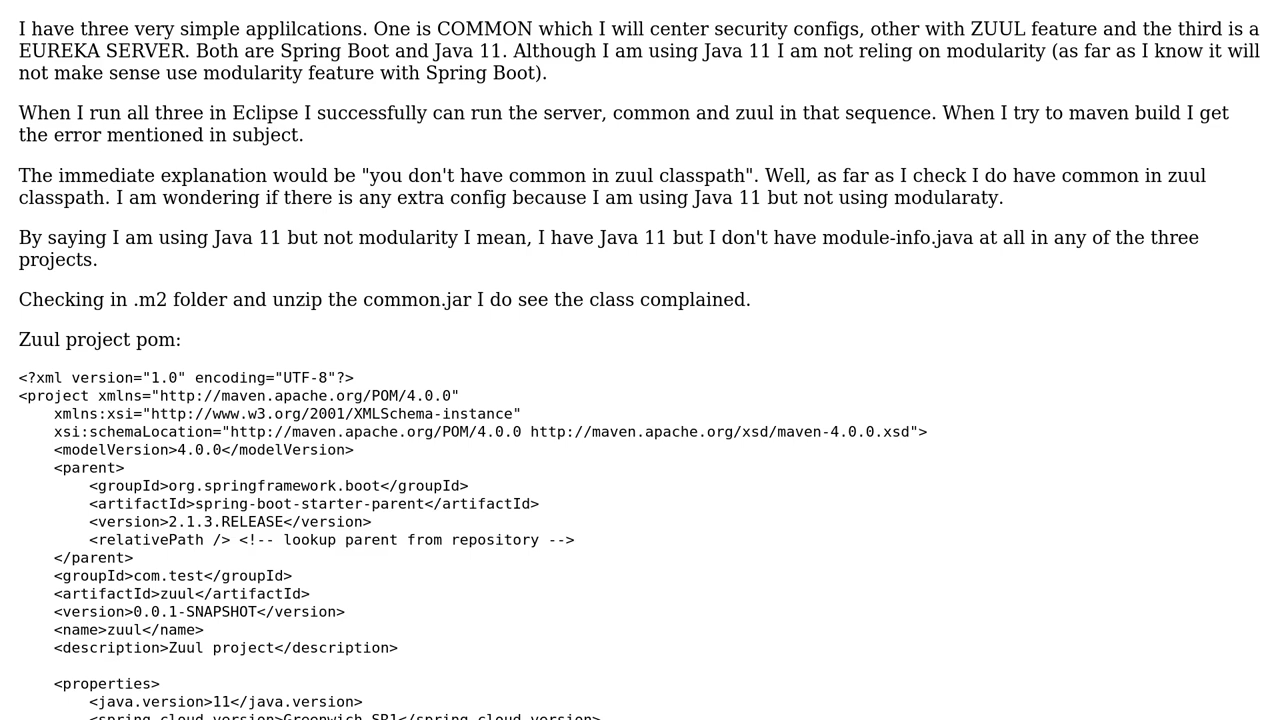 I have three very simple applilcations. One is COMMON which I will center security configs, other with ZUUL feature and the third is a
EUREKA SERVER. Both are Spring Boot and Java 11. Although I am using Java 11 I am not reling on modularity (as far as I know it will
not make sense use modularity feature with Spring Boot).
When I run all three in Eclipse I successfully can run the server, common and zuul in that sequence. When I try to maven build I get
the error mentioned in subject.
The immediate explanation would be "you don't have common in zuul classpath". Well, as far as I check I do have common in zuul
classpath. I am wondering if there is any extra config because I am using Java 11 but not using modularaty.
By saying I am using Java 11 but not modularity I mean, I have Java 11 but I don't have module-info.java at all in any of the three
projects.
Checking in .m2 folder and unzip the common.jar I do see the class complained.
Zuul project pom:
<?xml version="1.0" encoding="UTF-8"?>
<project xmlns="http://maven.apache.org/POM/4.0.0"
    xmlns:xsi="http://www.w3.org/2001/XMLSchema-instance"
    xsi:schemaLocation="http://maven.apache.org/POM/4.0.0 http://maven.apache.org/xsd/maven-4.0.0.xsd">
    <modelVersion>4.0.0</modelVersion>
    <parent>
        <groupId>org.springframework.boot</groupId>
        <artifactId>spring-boot-starter-parent</artifactId>
        <version>2.1.3.RELEASE</version>
        <relativePath /> <!-- lookup parent from repository -->
    </parent>
    <groupId>com.test</groupId>
    <artifactId>zuul</artifactId>
    <version>0.0.1-SNAPSHOT</version>
    <name>zuul</name>
    <description>Zuul project</description>
    <properties>
        <java.version>11</java.version>
        <spring.cloud.version>Greenwich.SR1</spring.cloud.version>